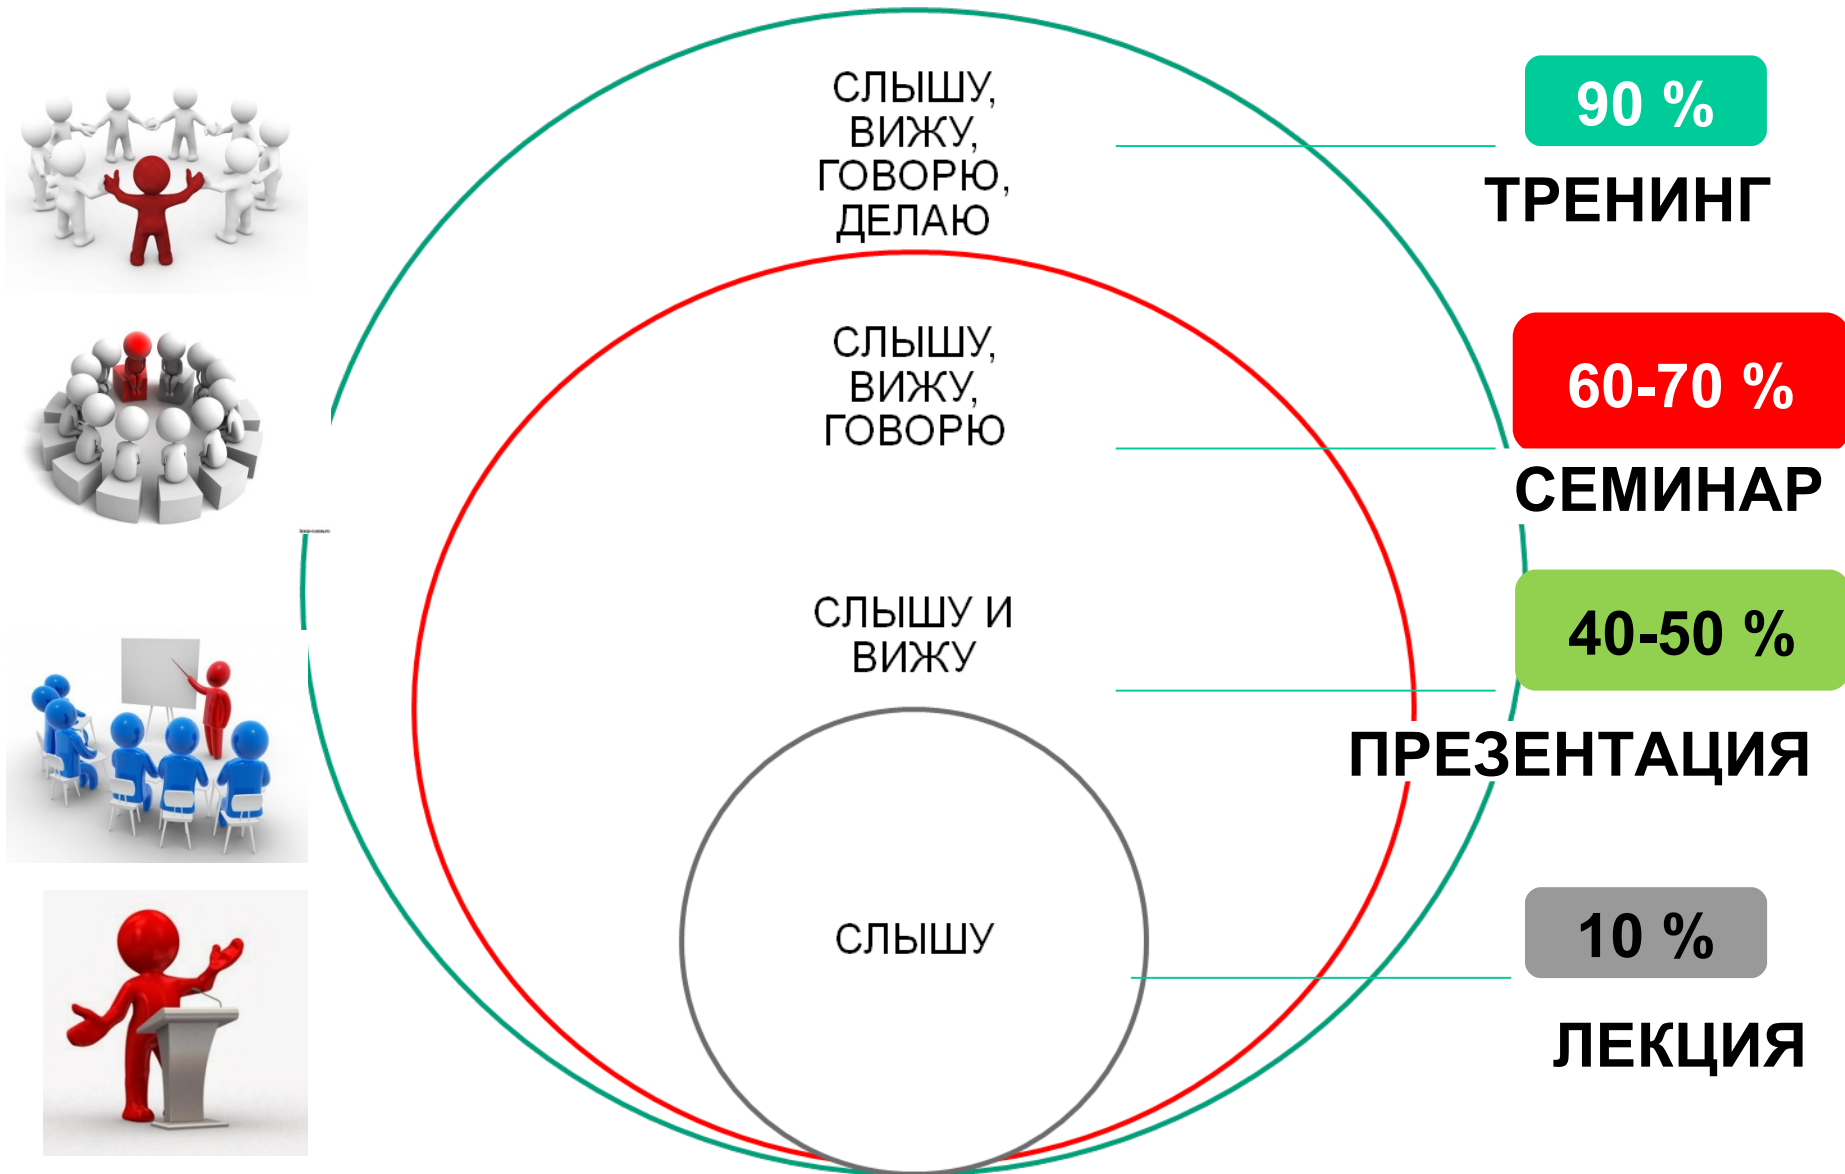 СЛЫШУ,
ВИЖУ,
ГОВОРЮ,
ДЕЛАЮ
90 %
ТРЕНИНГ
СЛЫШУ,
ВИЖУ,
ГОВОРЮ
60-70 %
СЕМИНАР
СЛЫШУ И
ВИЖУ
40-50 %
ПРЕЗЕНТАЦИЯ
СЛЫШУ
10 %
ЛЕКЦИЯ